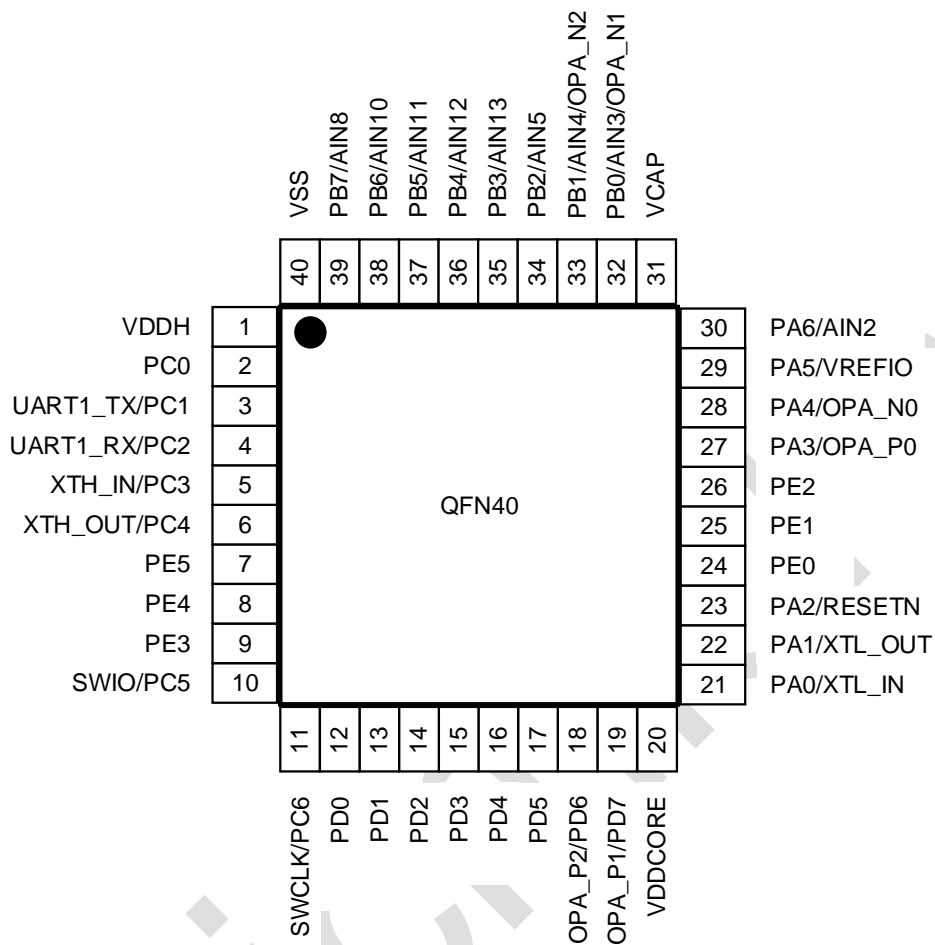 VSS
PB7/AIN8
PB6/AIN10
PB5/AIN11
PB4/AIN12
PB3/AIN13
PB2/AIN5
PB1/AIN4/OPA_N2
PB0/AIN3/OPA_N1
VCAP
40
39
38
37
36
35
34
33
32
31
VDDH 1
PC0 2
UART1_TX/PC1 3
UART1_RX/PC2 4
XTH_IN/PC3 5
XTH_OUT/PC4 6
PE5 7
PE4 8
PE3 9
SWIO/PC5 10
QFN40
30 PA6/AIN2
29 PA5/VREFIO
28 PA4/OPA_N0
27 PA3/OPA_P0
26 PE2
25 PE1
24 PE0
23 PA2/RESETN
22 PA1/XTL_OUT
21 PA0/XTL_IN
11
12
13
14
15
16
17
18
19
20
SWCLK/PC6
PD0
PD1
PD2
PD3
PD4
PD5
OPA_P2/PD6
OPA_P1/PD7
VDDCORE